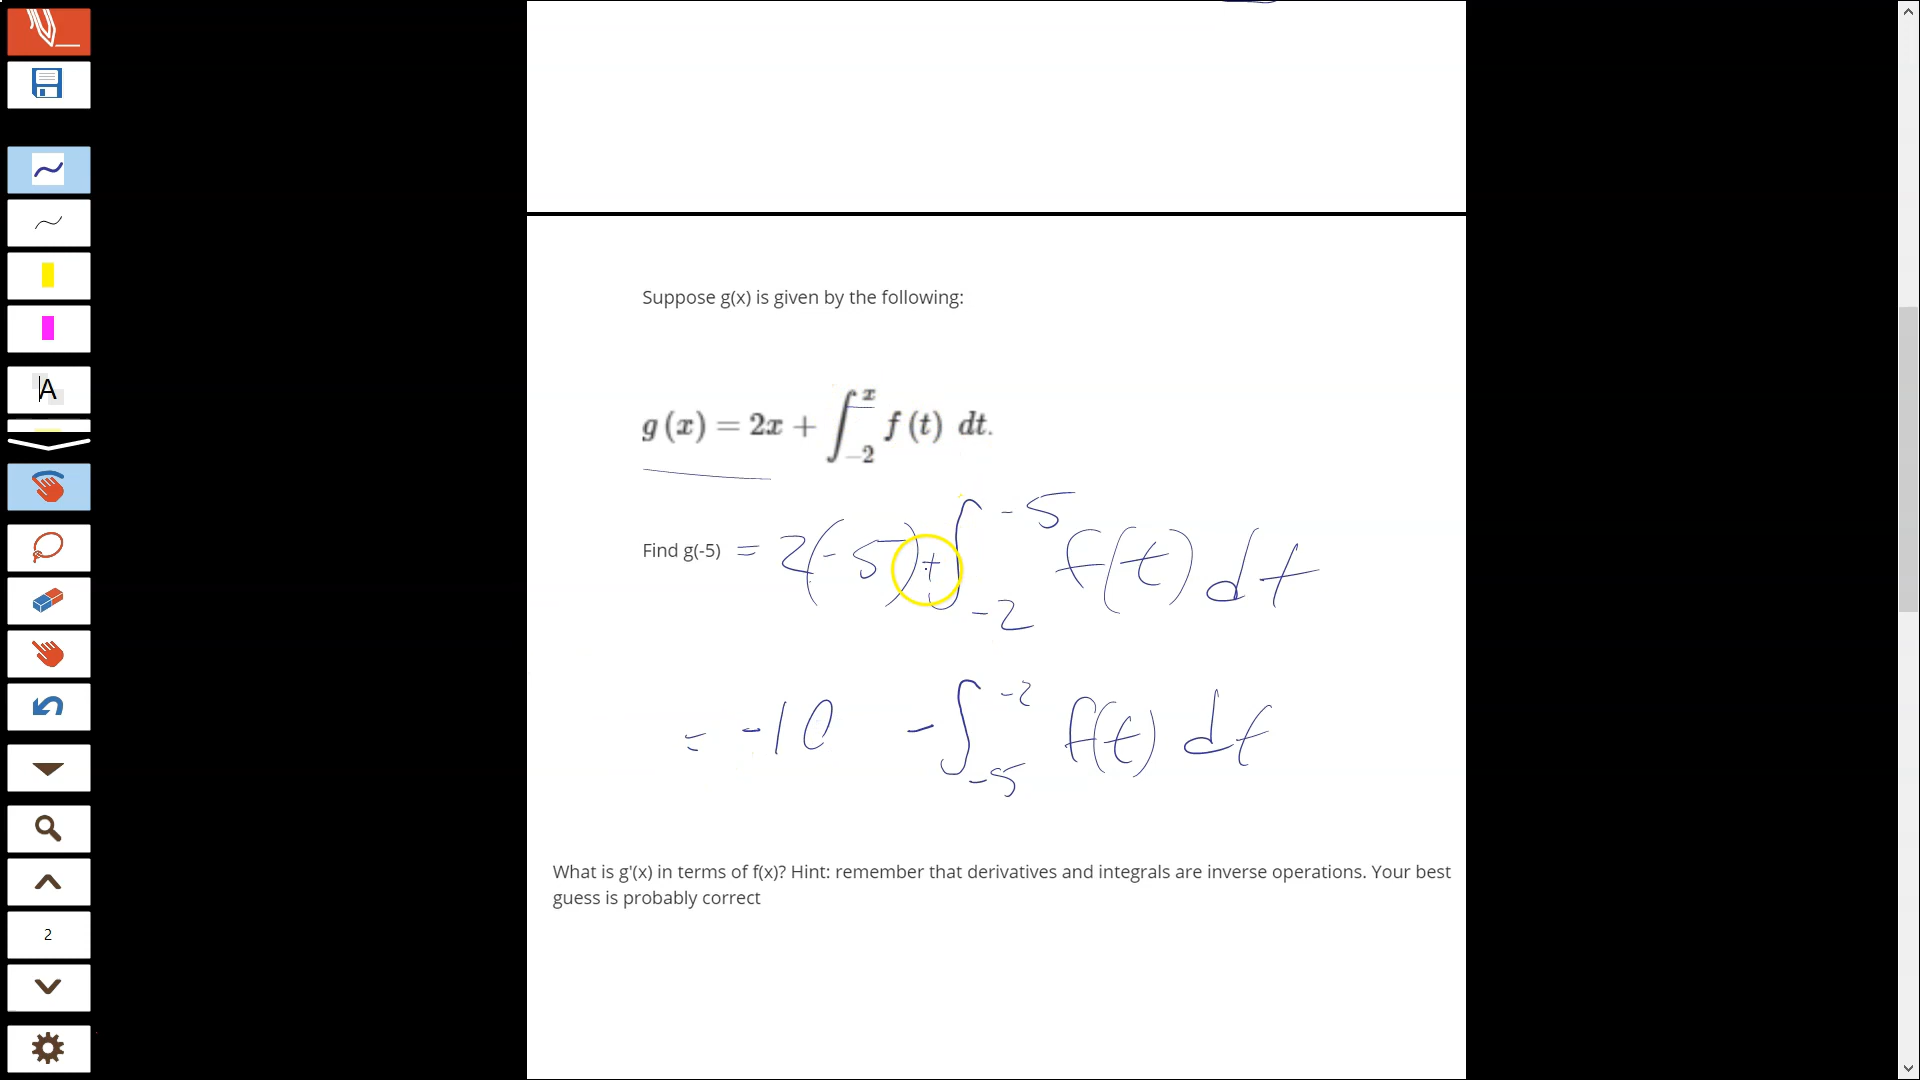 A
2
Suppose g(x) is given by the following:
g (x) = 2x + ∫_{-2}^{x} f (t) dt.
Find g(-5) = 2(-5) + ∫_{-2}^{-5} f(t) dt
= -10 - ∫_{-5}^{-2} f(t) dt
What is g'(x) in terms of f(x)? Hint: remember that derivatives and integrals are inverse operations. Your best
guess is probably correct